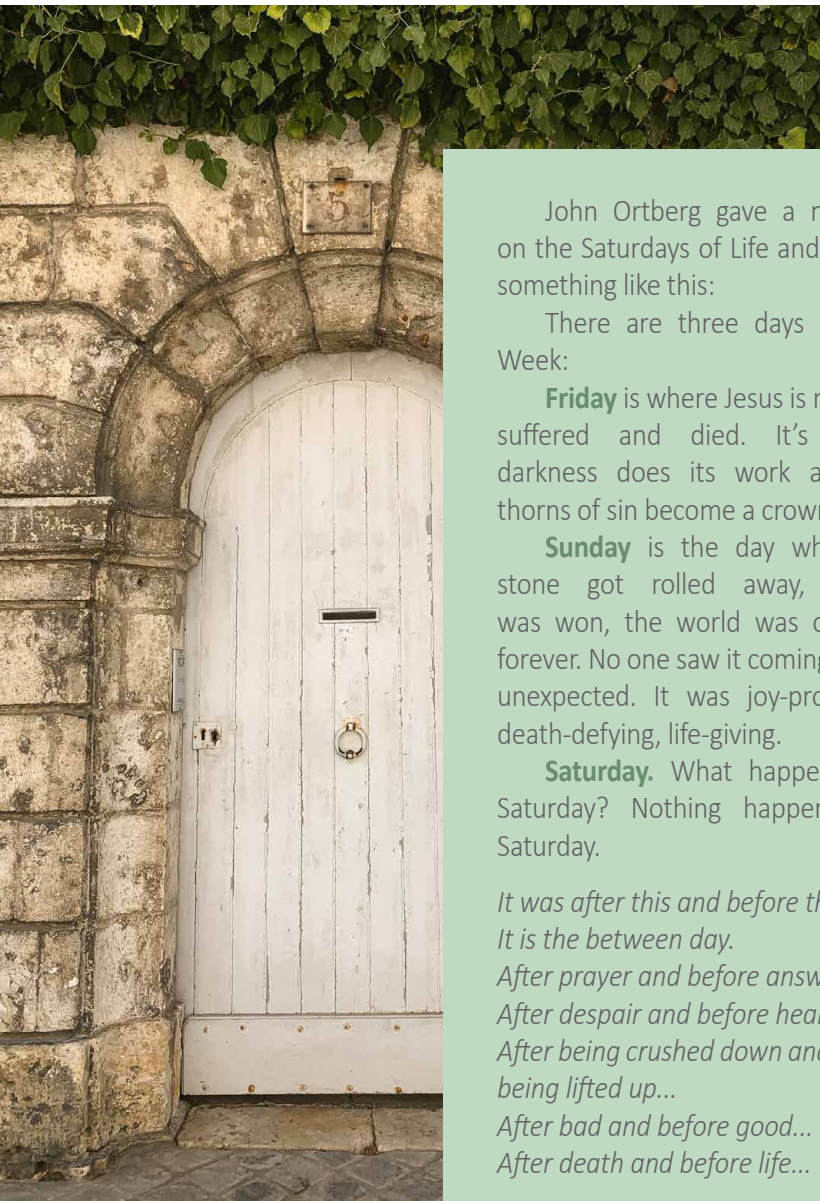 5
John Ortberg gave a
on the Saturdays of Life and
something like this:
There are three days
Week:
Friday is where Jesus is
suffered and died. It's
darkness does its work
thorns of sin become a
Sunday is the day
stone got rolled away,
was won, the world was
forever. No one saw it
unexpected. It was
death-defying, life-giving.
Saturday. What
Saturday? Nothing
Saturday.
It was after this and before
It is the between day.
After prayer and before
After despair and before
After being crushed down
being lifted up...
After bad and before good...
After death and before life...